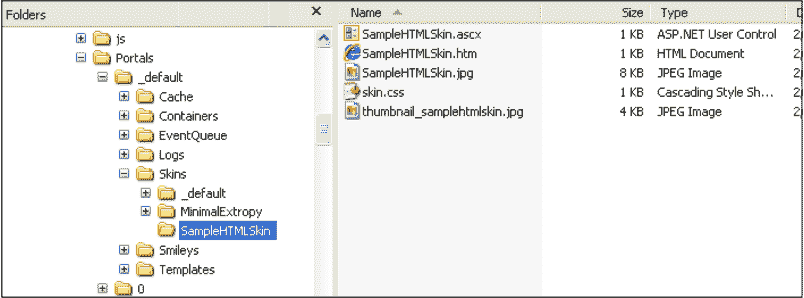 Folders
js
Portals
_default
Cache
Containers
EventQueue
Logs
Skins
_default
MinimalExtropy
SampleHTMLSkin
Smileys
Templates
0
Name Size Type
SampleHTMLSkin.ascx 1 KB ASP.NET User Control
SampleHTMLSkin.htm 1 KB HTML Document
SampleHTMLSkin.jpg 8 KB JPEG Image
skin.css 1 KB Cascading Style Sh...
thumbnail_samplehtmlskin.jpg 4 KB JPEG Image